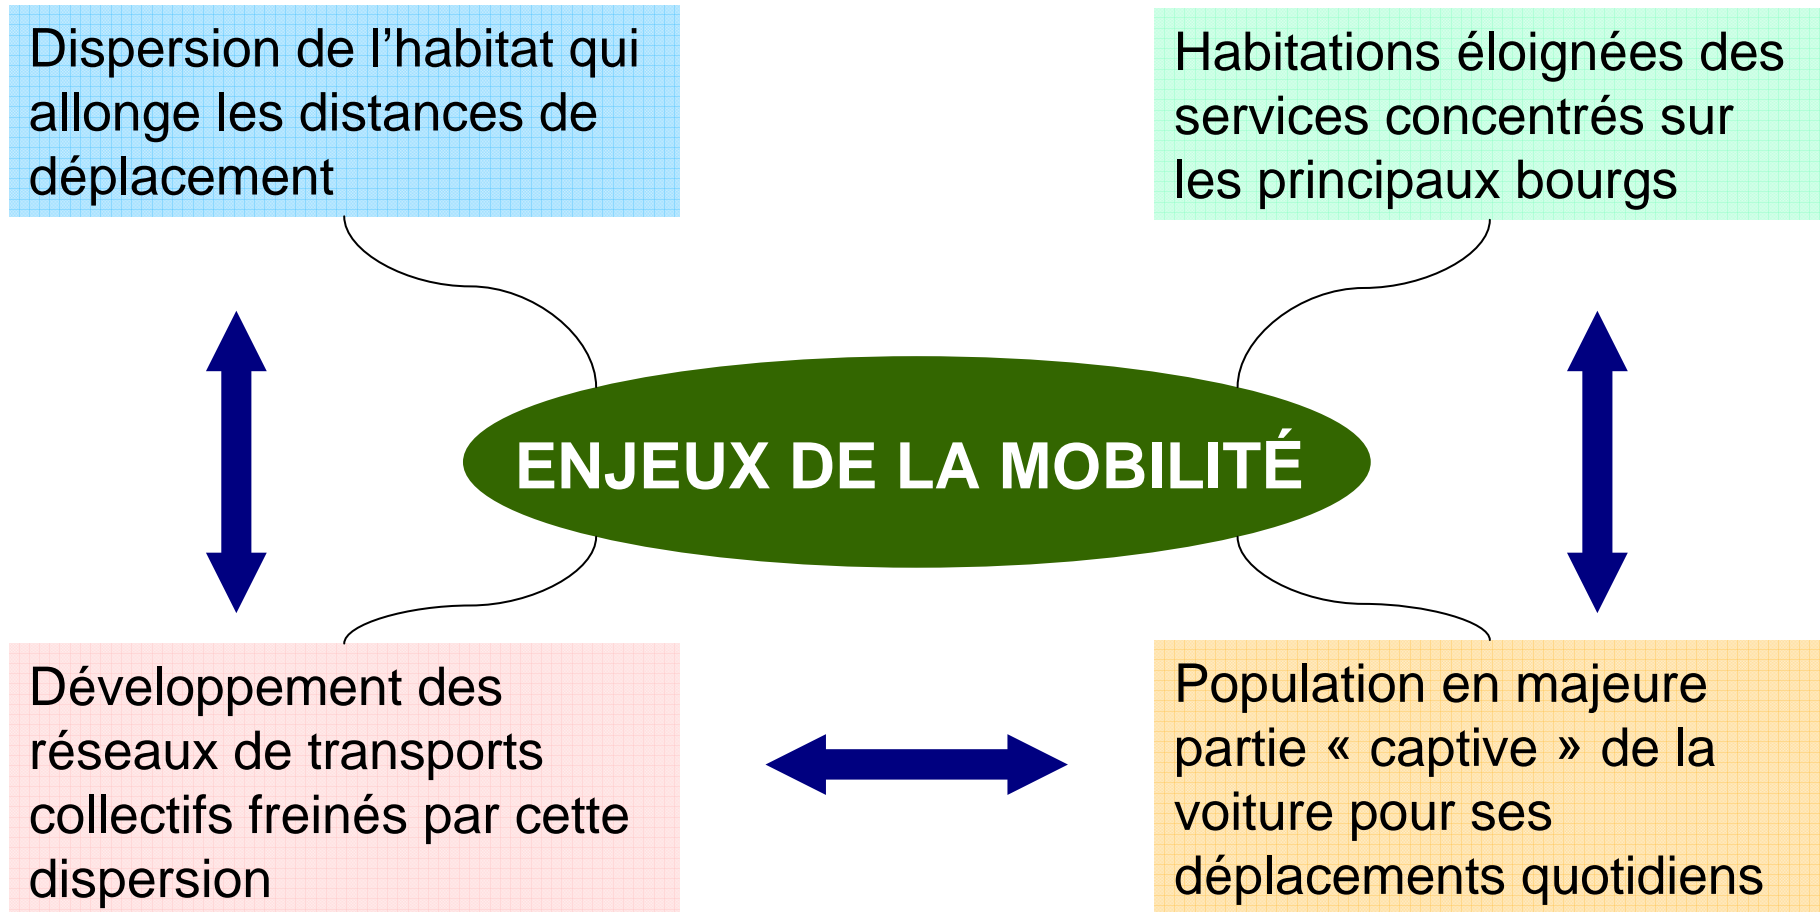 Dispersion de l’habitat qui
allonge les distances de
déplacement
Habitations éloignées des
services concentrés sur
les principaux bourgs
ENJEUX DE LA MOBILITÉ
Développement des
réseaux de transports
collectifs freinés par cette
dispersion
Population en majeure
partie « captive » de la
voiture pour ses
déplacements quotidiens